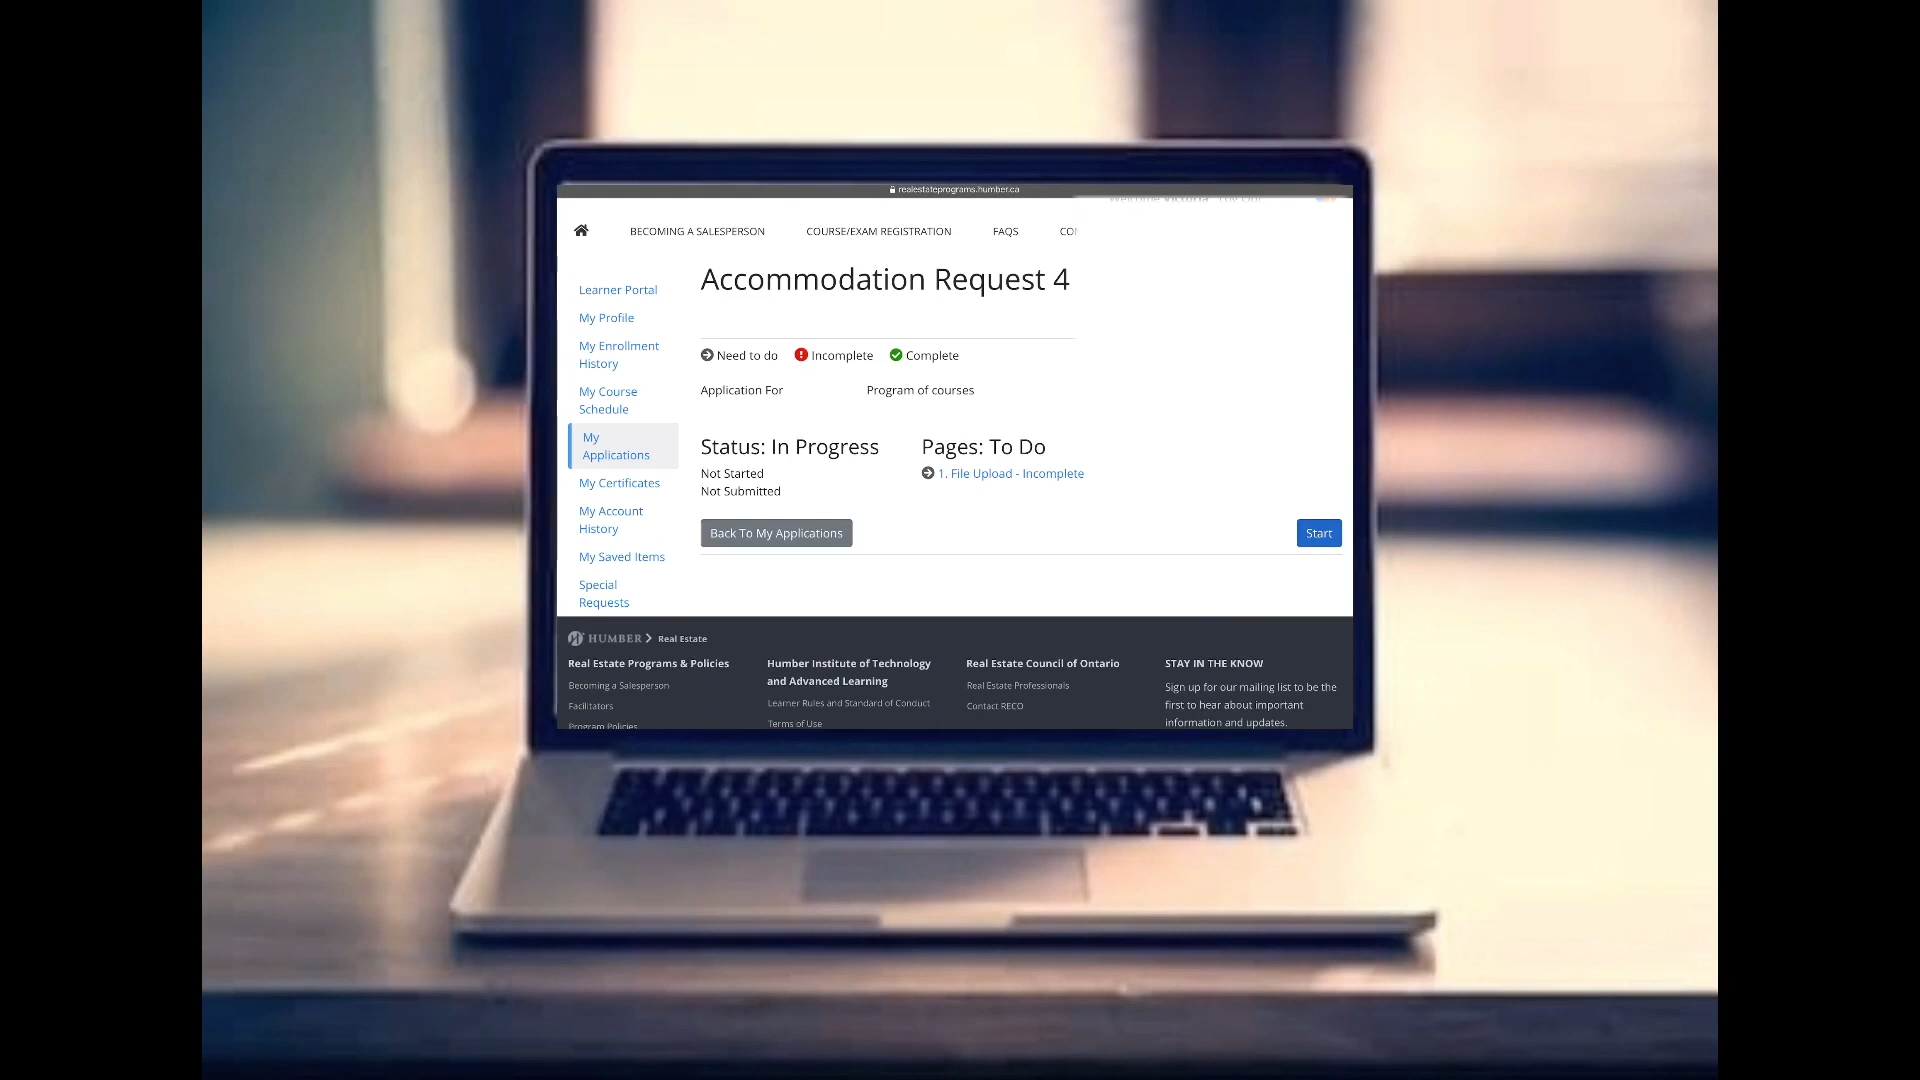 realestateprograms.humber.ca
Welcome Victoria Log Out
BECOMING A SALESPERSON COURSE/EXAM REGISTRATION FAQS
Accommodation Request 4
Learner Portal
My Profile
My Enrollment
History
My Course
Schedule
My
Applications
My Certificates
My Account
History
My Saved Items
Special
Requests
Need to do Incomplete Complete
Application For Program of courses
Status: In Progress
Not Started
Not Submitted
Pages: To Do
1. File Upload - Incomplete
Back To My Applications Start
HUMBER Real Estate
Real Estate Programs & Policies
Becoming a Salesperson
Facilitators
Program Policies
Humber Institute of Technology
and Advanced Learning
Learner Rules and Standard of Conduct
Terms of Use
Real Estate Council of Ontario
Real Estate Professionals
Contact RECO
STAY IN THE KNOW
Sign up for our mailing list to be the
first to hear about important
information and updates.